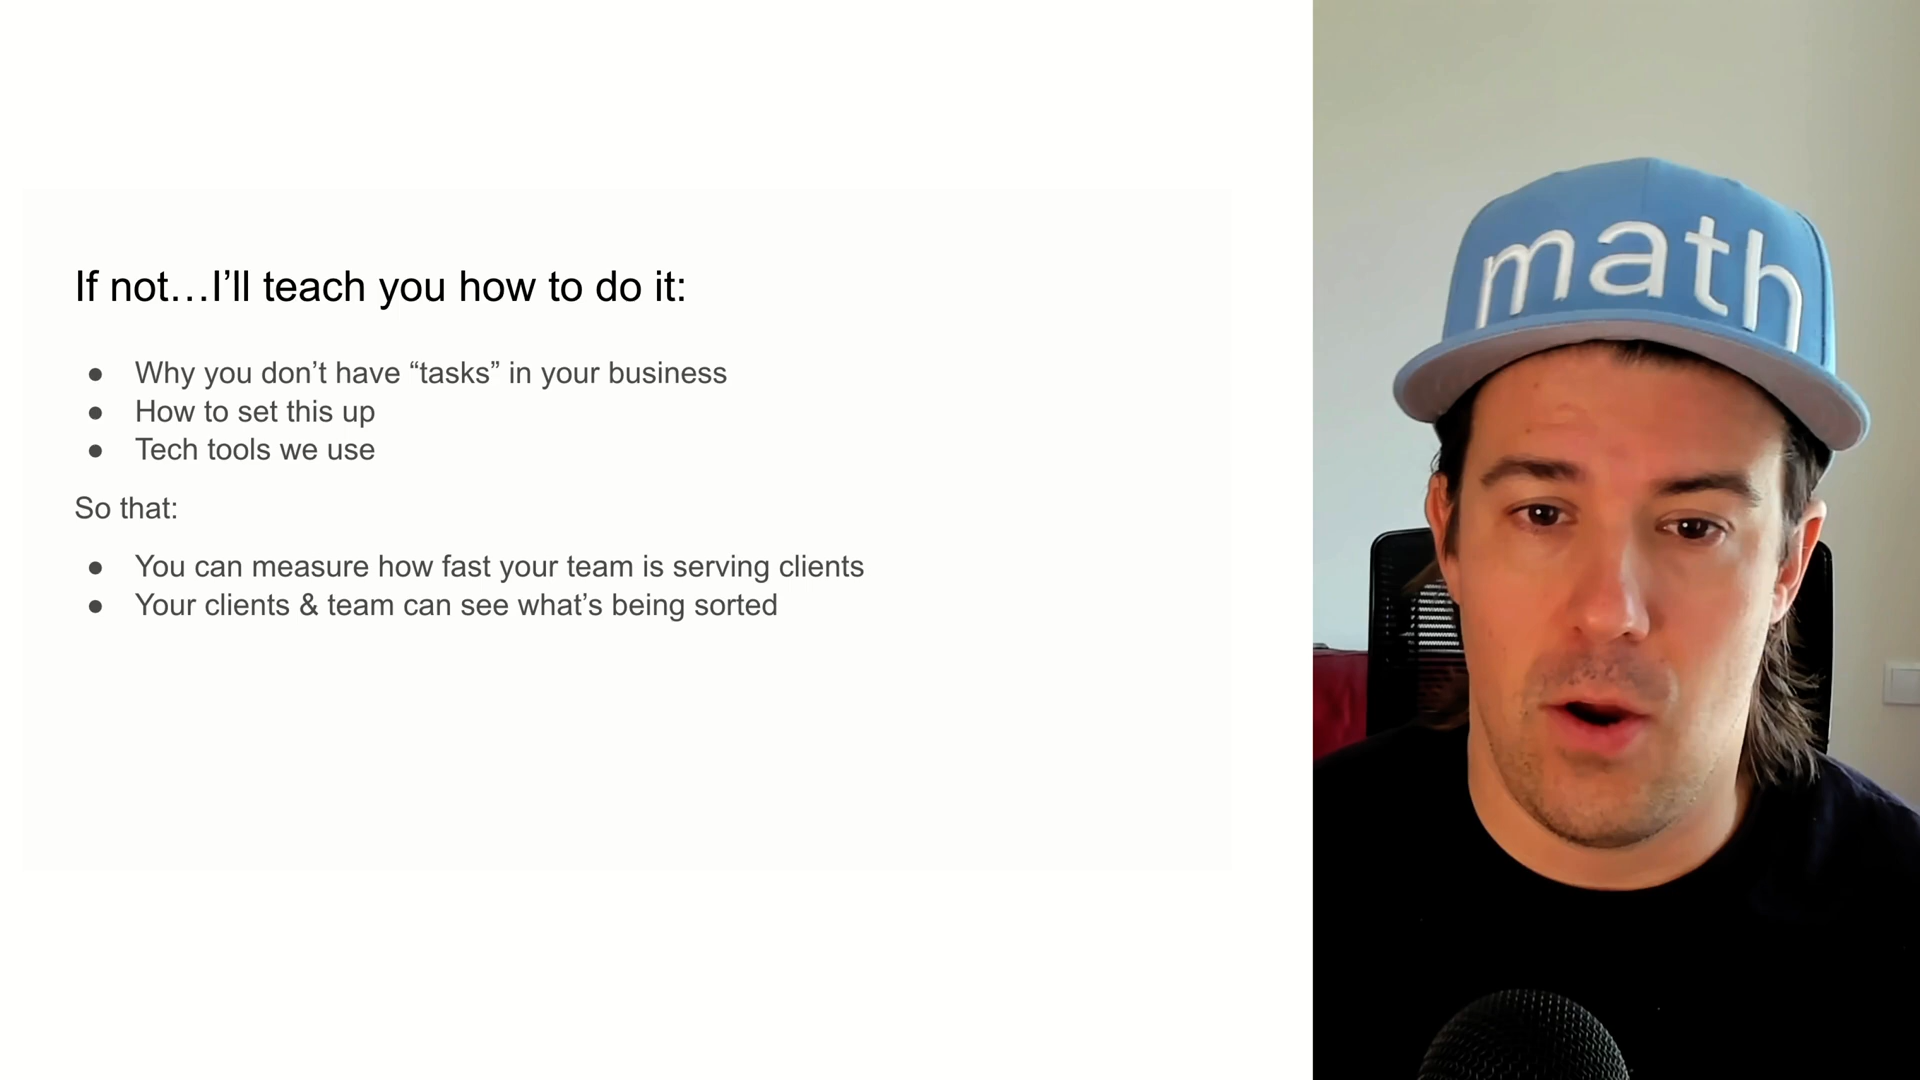 If not…I’ll teach you how to do it:
● Why you don’t have “tasks” in your business
● How to set this up
● Tech tools we use
So that:
● You can measure how fast your team is serving clients
● Your clients & team can see what’s being sorted
math